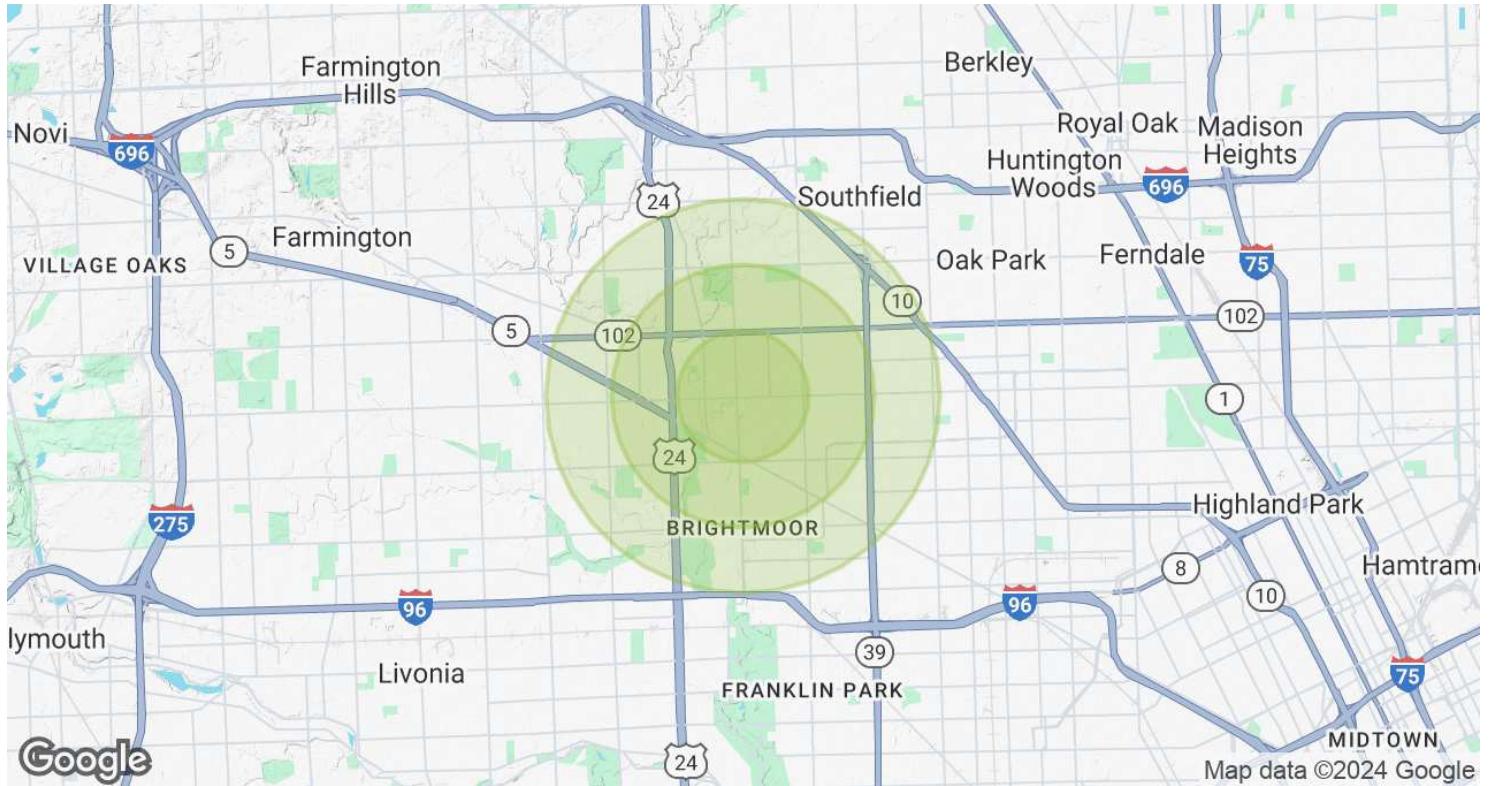 Berkley
Farmington
Hills
Novi
Royal Oak
Madison
Heights
696
Huntington
Woods
696
Southfield
24
Farmington
5
VILLAGE OAKS
Oak Park
Ferndale
75
10
5
102
102
1
24
Highland Park
275
BRIGHTMOOR
Hamtramc
8
96
96
10
lymouth
39
Livonia
75
FRANKLIN PARK
MIDTOWN
24
Google
Map data ©2024 Google